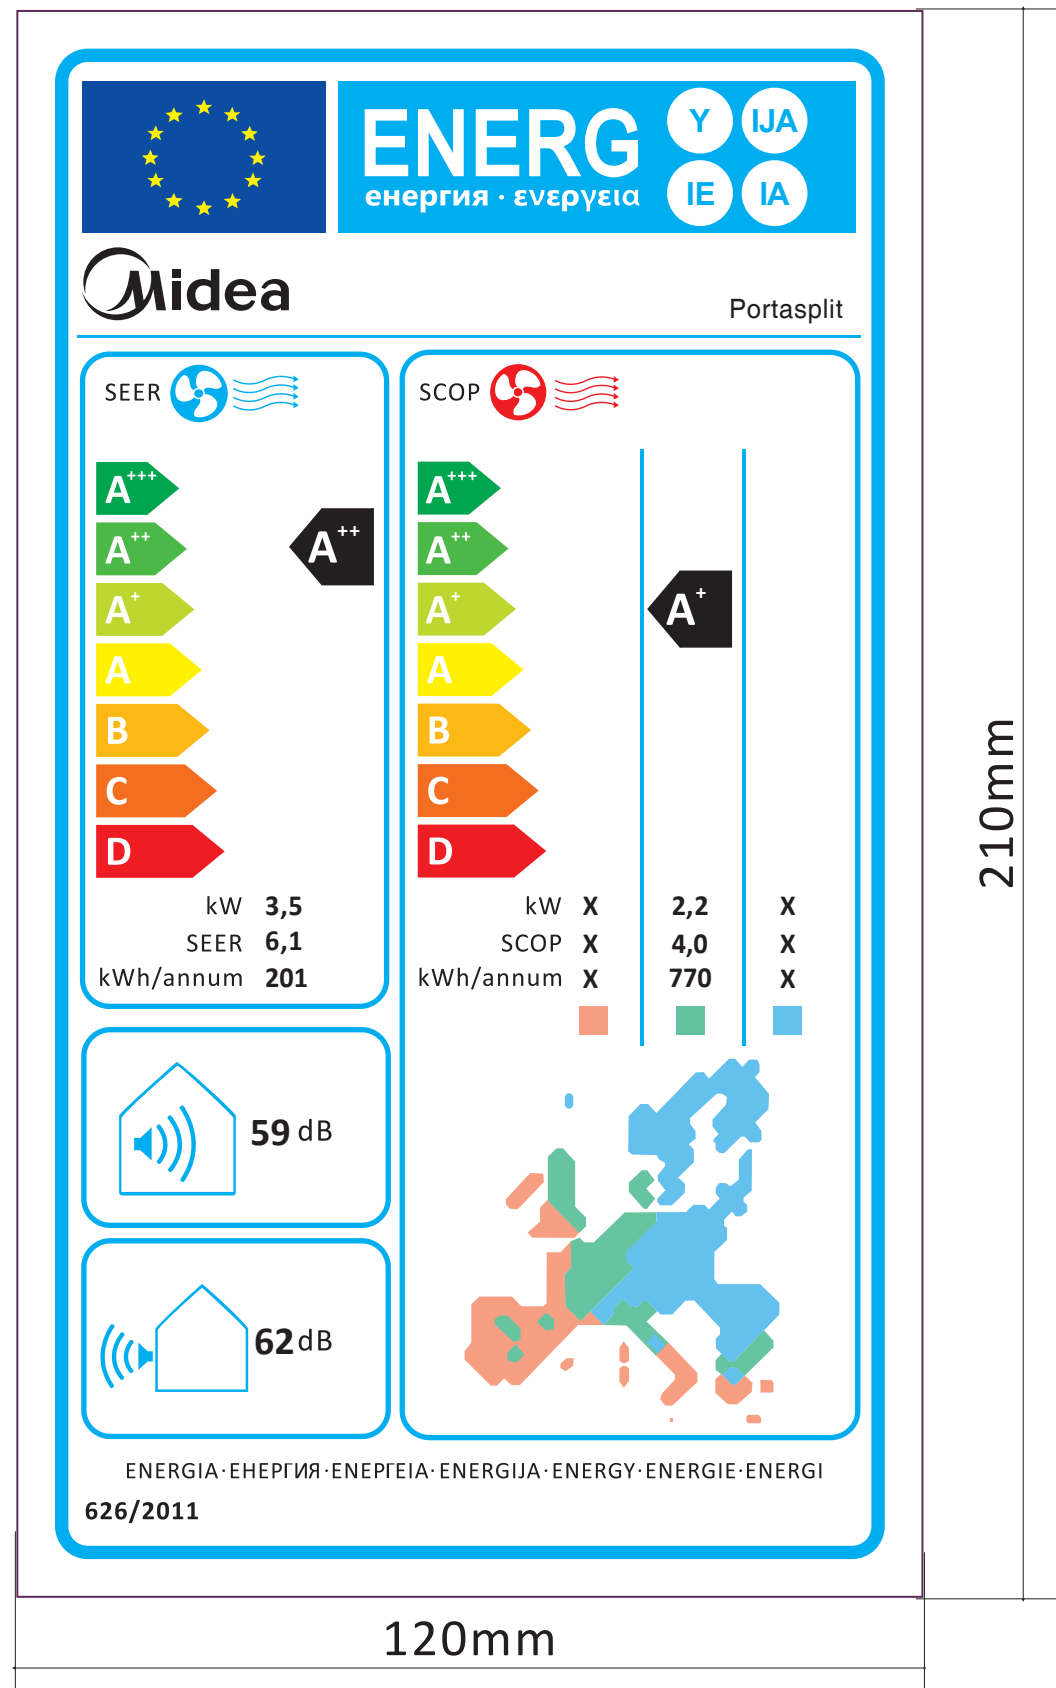 ENERG
енергия · ενεργεια
Y IJA
IE IA
Midea
Portasplit
SEER
A+++
A++
A+
A
B
C
D
A++
kW 3,5
SEER 6,1
kWh/annum 201
SCOP
A+++
A++
A+
A
B
C
D
A+
kW X 2,2 X
SCOP X 4,0 X
kWh/annum X 770 X
59 dB
62 dB
ENERGIA·ЕНЕРГИЯ·ΕΝΕΡΓΕΙΑ·ENERGIJA·ENERGY·ENERGIE·ENERGI
626/2011
210mm
120mm